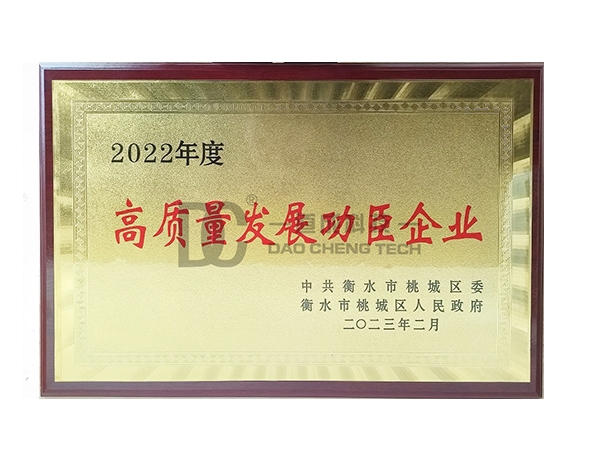 2022年度
高质量发展功臣企业
DC ®
DAO CHENG TECH
中共衡水市桃城区委
衡水市桃城区人民政府
二〇二三年二月